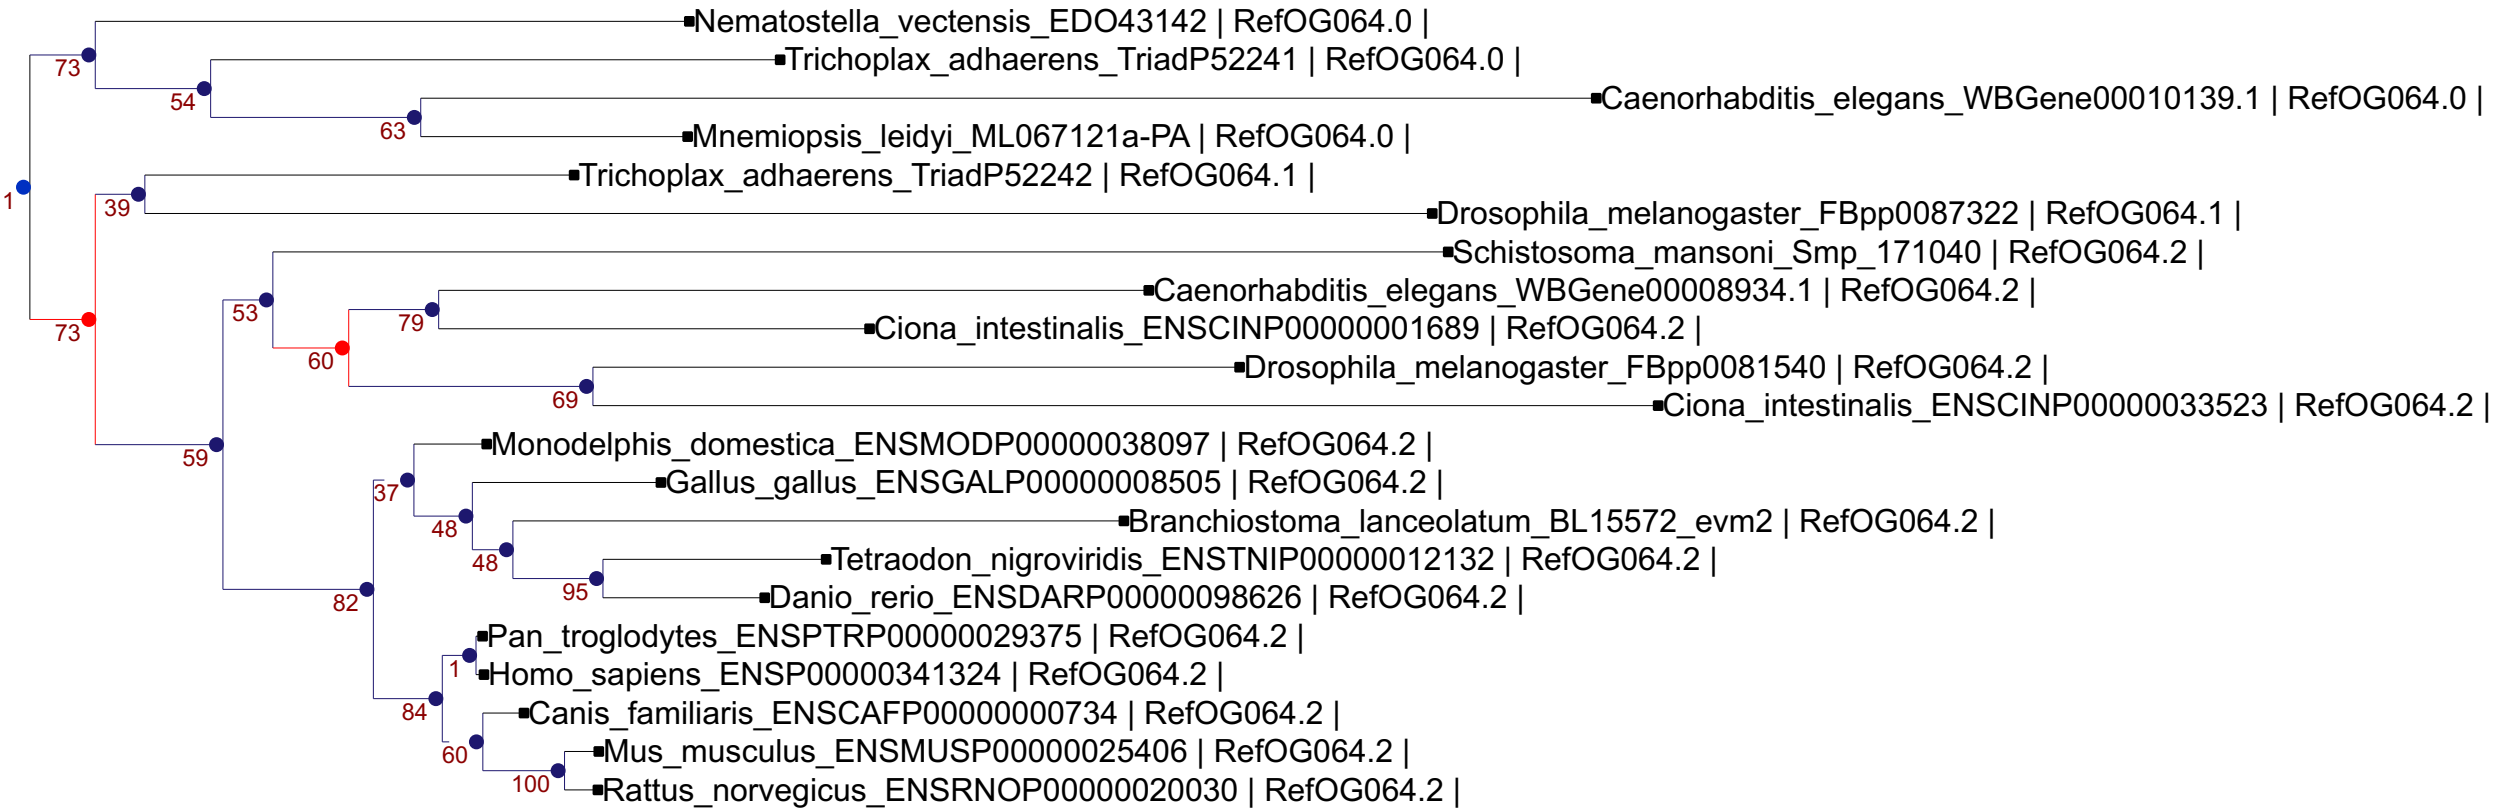 Nematostella_vectensis_EDO43142 | RefOG064.0 |
73
Trichoplax_adhaerens_TriadP52241 | RefOG064.0 |
54
Caenorhabditis_elegans_WBGene00010139.1 | RefOG064.0 |
63
Mnemiopsis_leidyi_ML067121a-PA | RefOG064.0 |
Trichoplax_adhaerens_TriadP52242 | RefOG064.1 |
1
39
Drosophila_melanogaster_FBpp0087322 | RefOG064.1 |
Schistosoma_mansoni_Smp_171040 | RefOG064.2 |
Caenorhabditis_elegans_WBGene00008934.1 | RefOG064.2 |
53
79
Ciona_intestinalis_ENSCINP00000001689 | RefOG064.2 |
73
60
Drosophila_melanogaster_FBpp0081540 | RefOG064.2 |
69
Ciona_intestinalis_ENSCINP00000033523 | RefOG064.2 |
Monodelphis_domestica_ENSMODP00000038097 | RefOG064.2 |
59
Gallus_gallus_ENSGALP00000008505 | RefOG064.2 |
37
Branchiostoma_lanceolatum_BL15572_evm2 | RefOG064.2 |
48
Tetraodon_nigroviridis_ENSTNIP00000012132 | RefOG064.2 |
48
95
Danio_rerio_ENSDARP00000098626 | RefOG064.2 |
82
Pan_troglodytes_ENSPTRP00000029375 | RefOG064.2 |
1
Homo_sapiens_ENSP00000341324 | RefOG064.2 |
84
Canis_familiaris_ENSCAFP00000000734 | RefOG064.2 |
60
Mus_musculus_ENSMUSP00000025406 | RefOG064.2 |
100
Rattus_norvegicus_ENSRNOP00000020030 | RefOG064.2 |